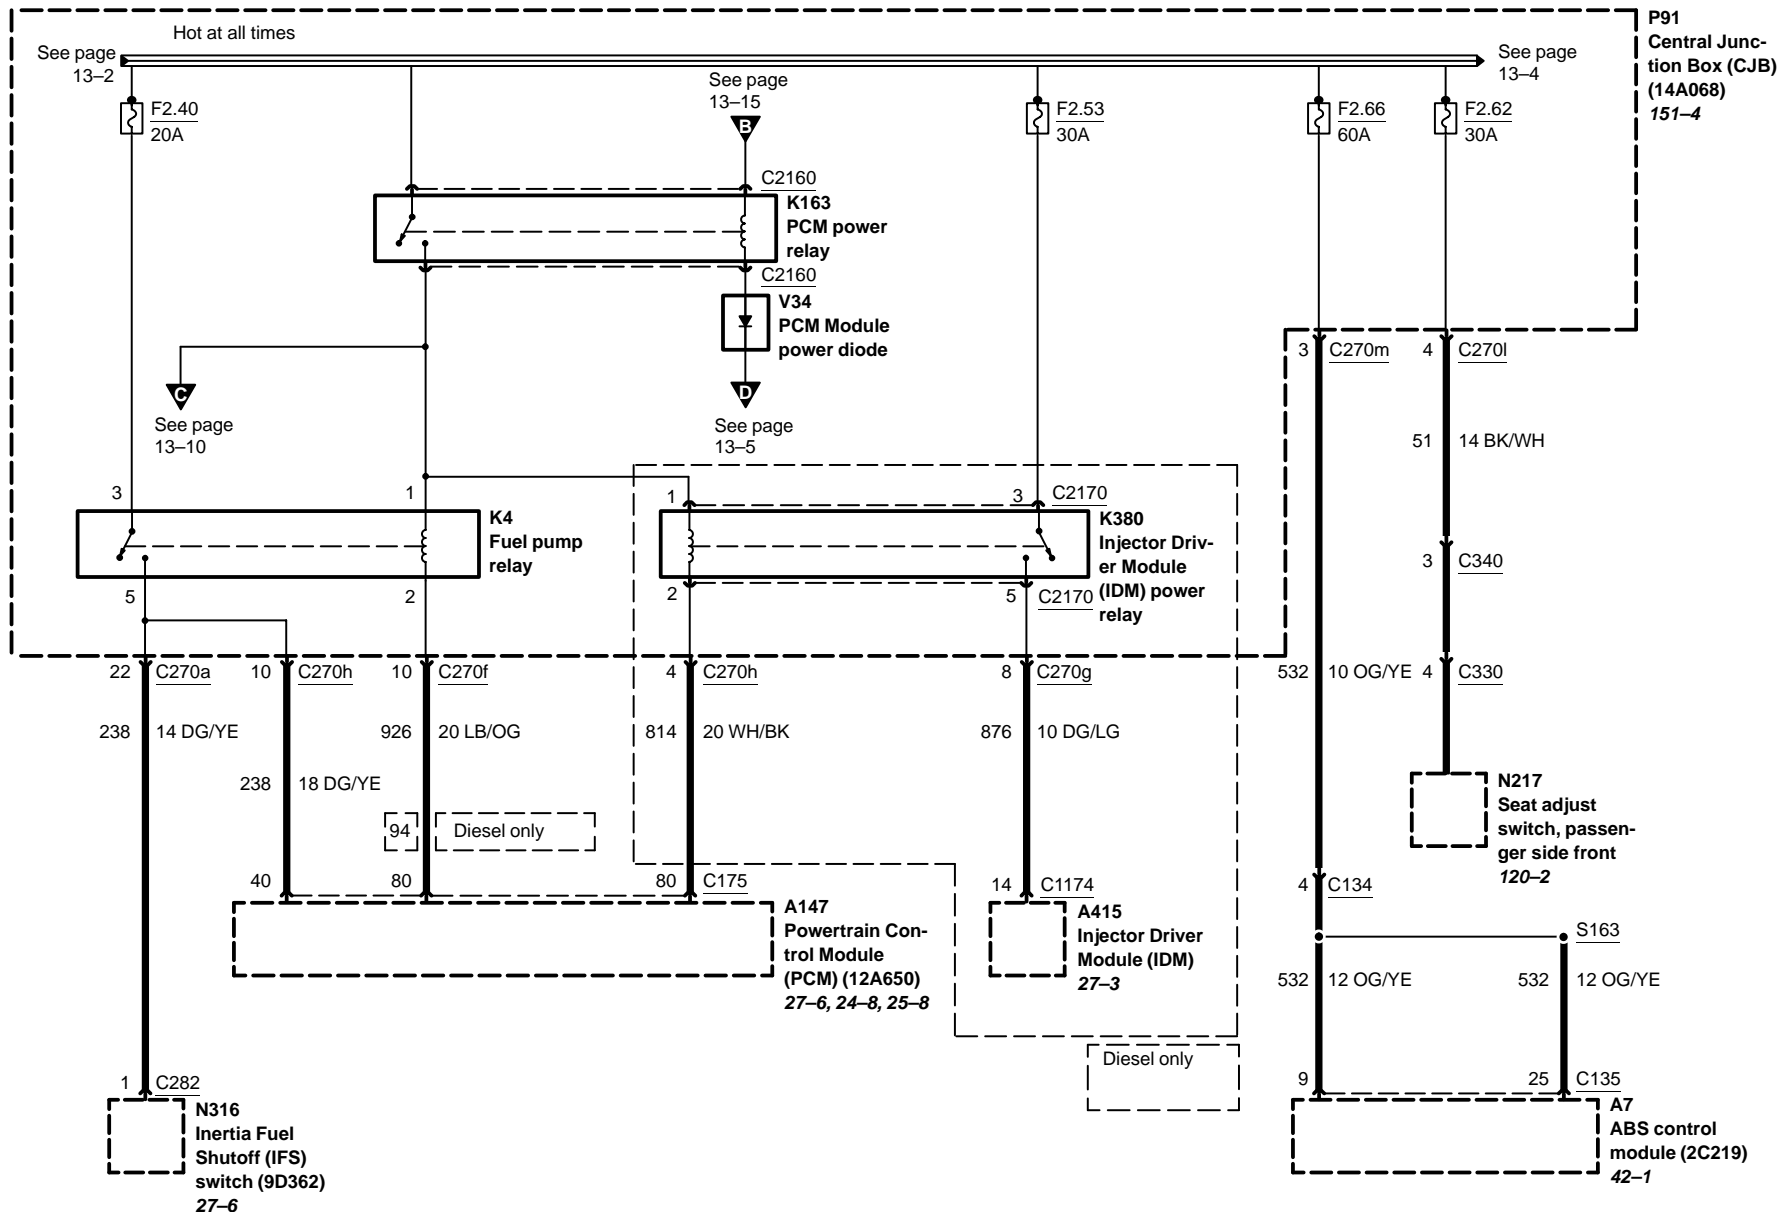 Hot at all times
See page
13–2
See page
13–4
P91
Central Junc-
tion Box (CJB)
(14A068)
151–4
F2.40
20A
See page
13–15
B
F2.53
30A
F2.66
60A
F2.62
30A
C2160
K163
PCM power
relay
C2160
V34
PCM Module
power diode
C
See page
13–10
D
See page
13–5
3 C270m
4 C270l
51 14 BK/WH
3 1
K4
Fuel pump
relay
5 2
1 3 C2170
K380
Injector Driv-
er Module
(IDM) power
relay
2 5 C2170
3 C340
22 C270a
10 C270h
10 C270f
4 C270h
8 C270g
532 10 OG/YE
4 C330
238 14 DG/YE
926 20 LB/OG
814 20 WH/BK
876 10 DG/LG
238 18 DG/YE
94 Diesel only
N217
Seat adjust
switch, passen-
ger side front
120–2
40 80 80 C175
14 C1174
4 C134
A147
Powertrain Con-
trol Module
(PCM) (12A650)
27–6, 24–8, 25–8
A415
Injector Driver
Module (IDM)
27–3
S163
532 12 OG/YE
532 12 OG/YE
Diesel only
1 C282
N316
Inertia Fuel
Shutoff (IFS)
switch (9D362)
27–6
9 25 C135
A7
ABS control
module (2C219)
42–1